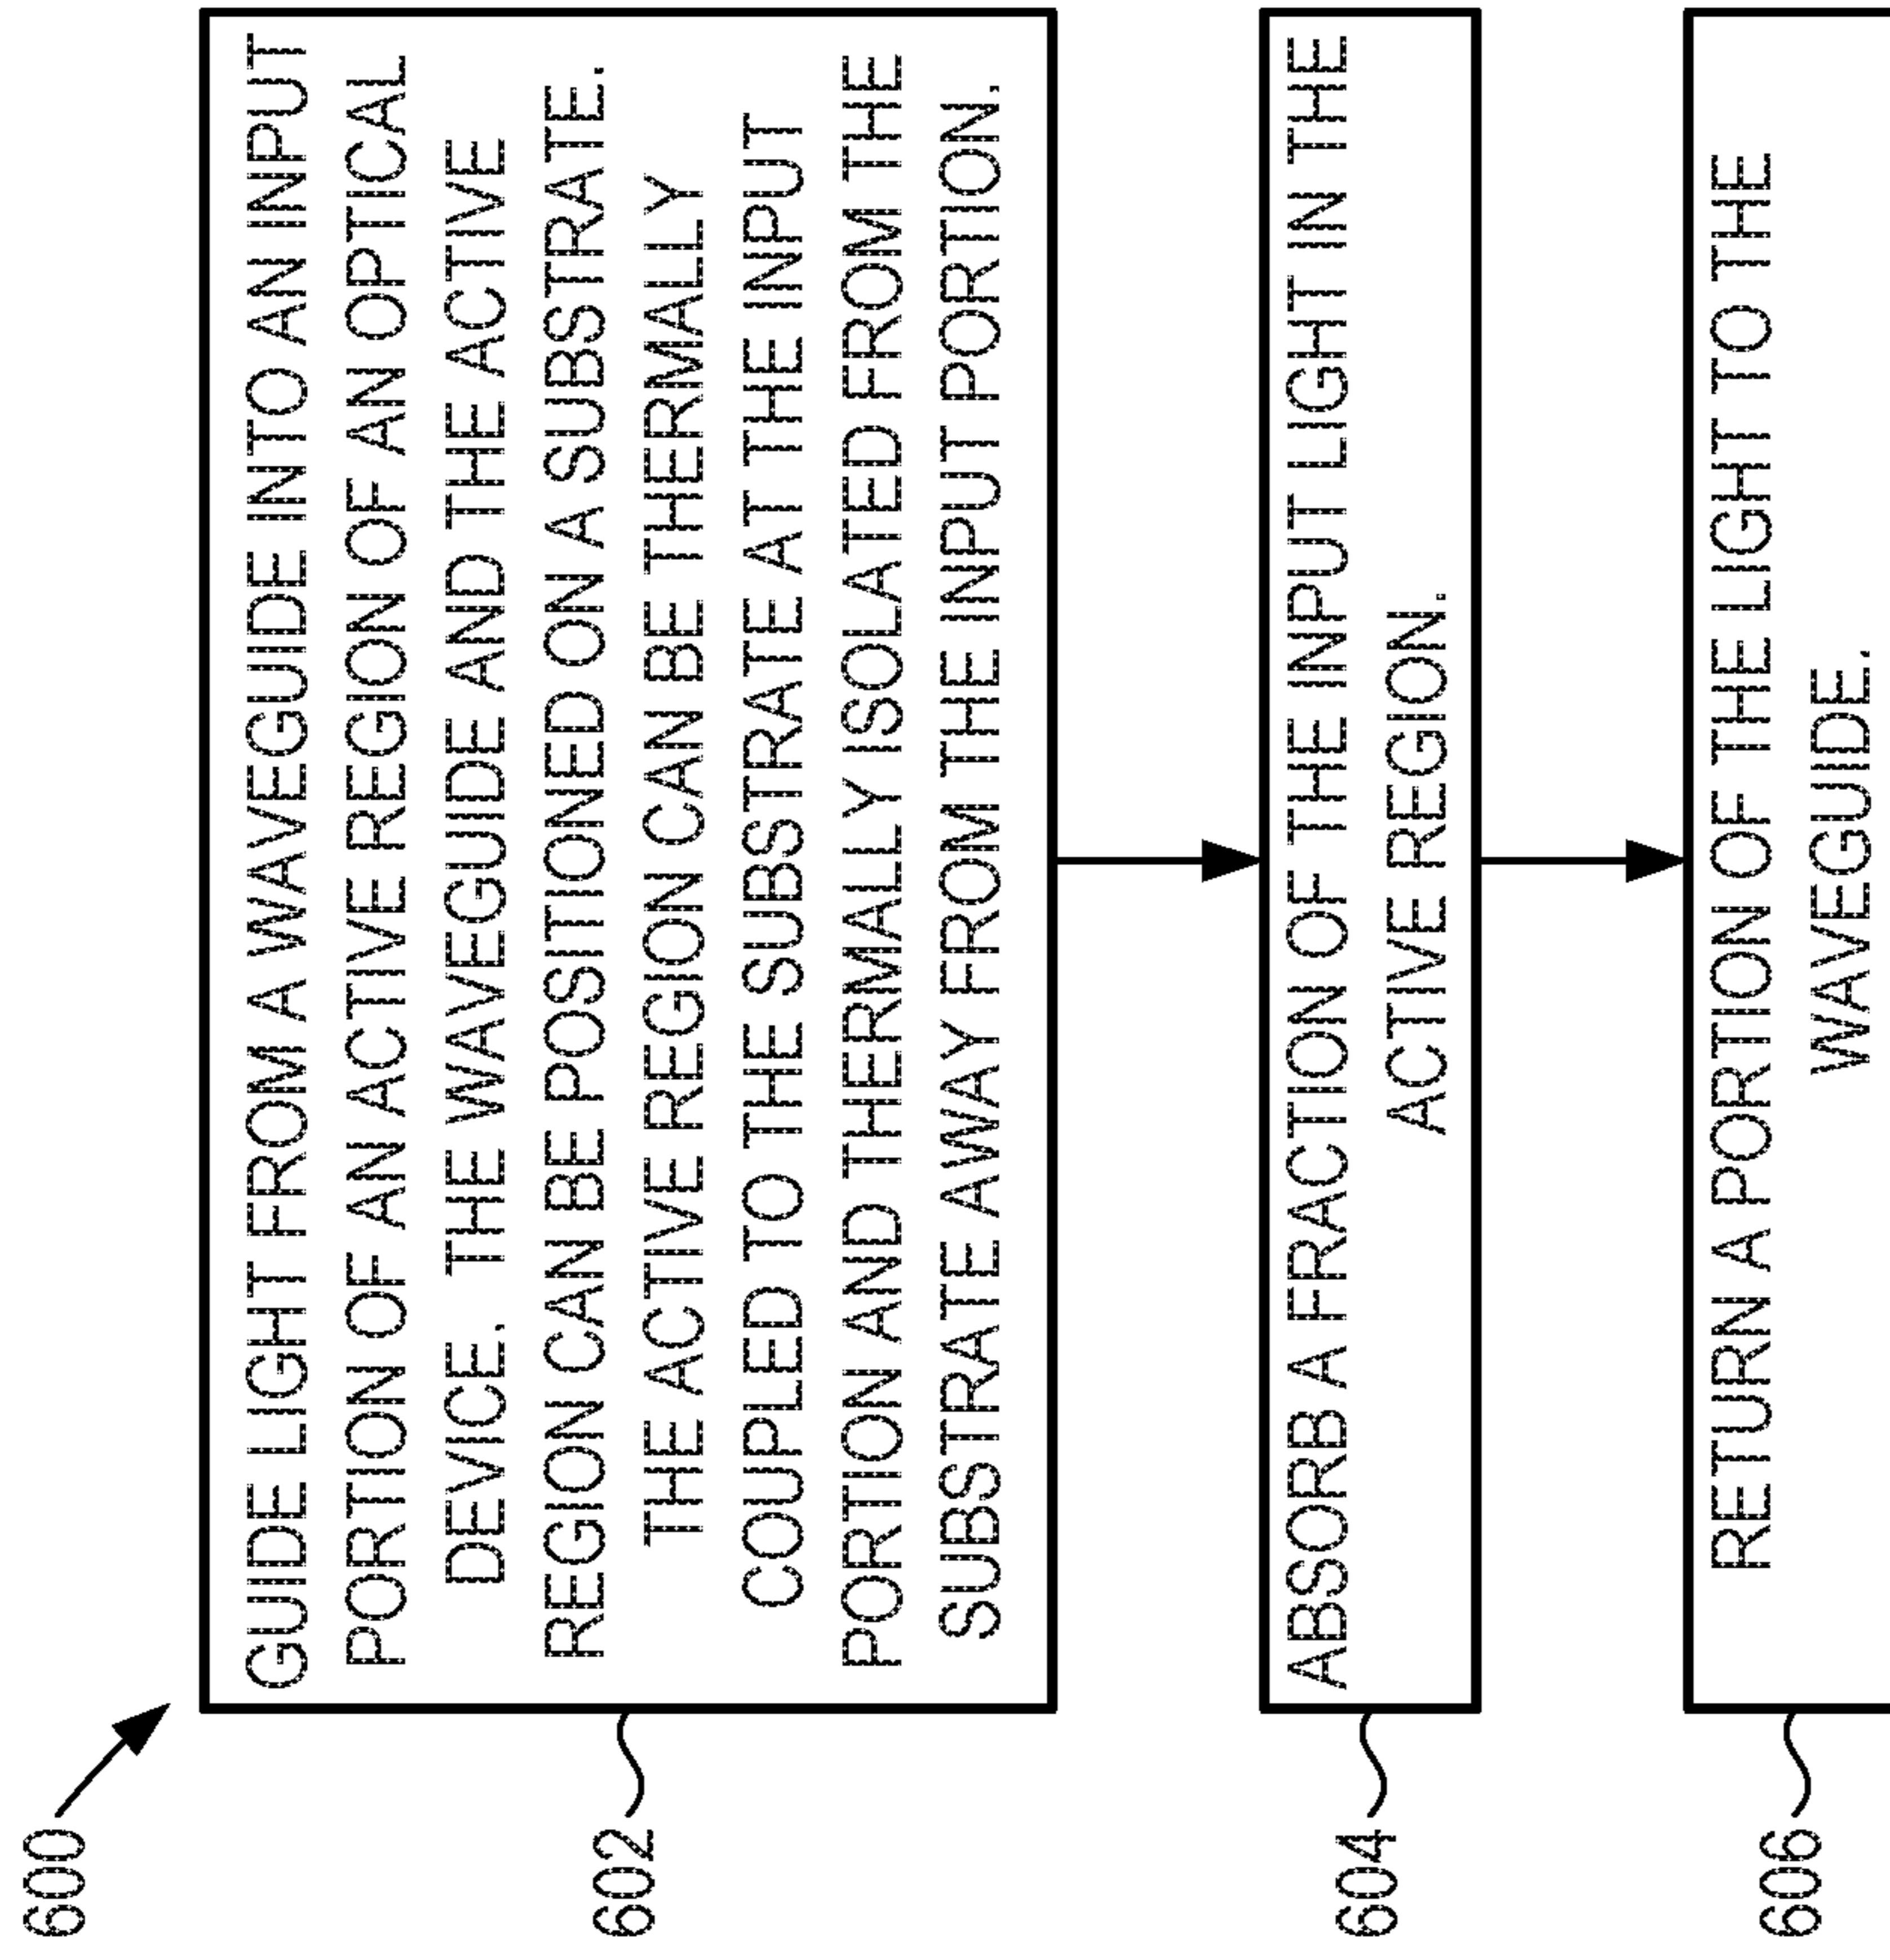 600
602
GUIDE LIGHT FROM A WAVEGUIDE INTO AN INPUT
PORTION OF AN ACTIVE REGION OF AN OPTICAL
DEVICE. THE WAVEGUIDE AND THE ACTIVE
REGION CAN BE POSITIONED ON A SUBSTRATE.
THE ACTIVE REGION CAN BE THERMALLY
COUPLED TO THE SUBSTRATE AT THE INPUT
PORTION AND THERMALLY ISOLATED FROM THE
SUBSTRATE AWAY FROM THE INPUT PORTION.
604
ABSORB A FRACTION OF THE INPUT LIGHT IN THE
ACTIVE REGION.
606
RETURN A PORTION OF THE LIGHT TO THE
WAVEGUIDE.